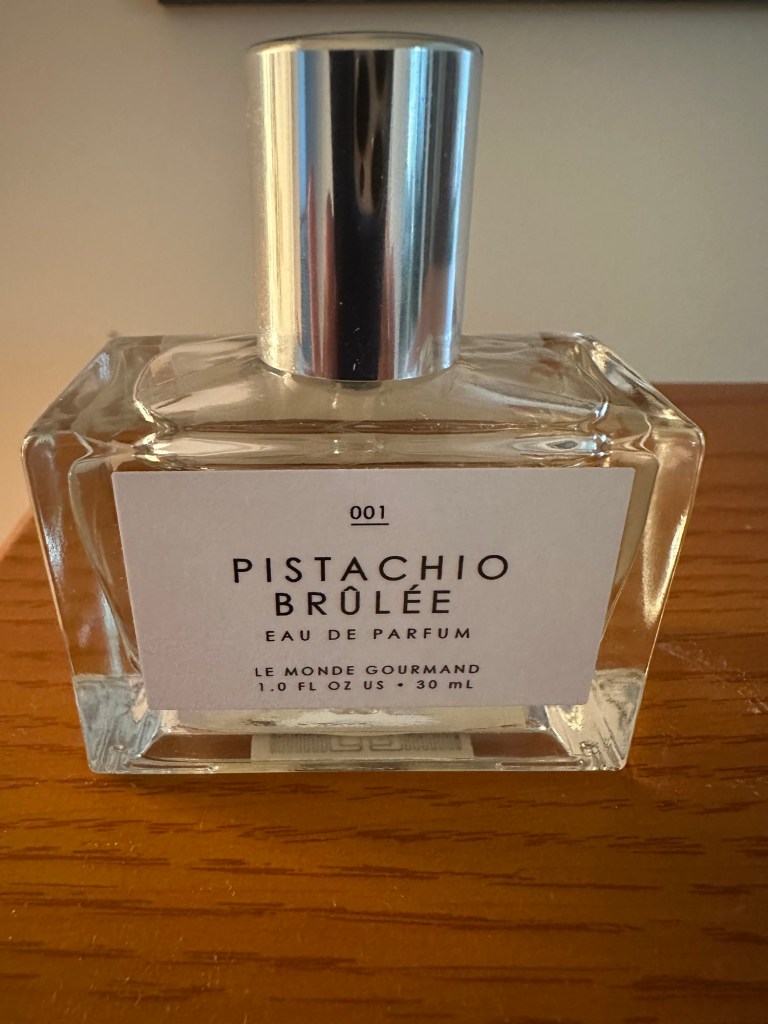 001
PISTACHIO
BRÛLÉE
EAU DE PARFUM
LE MONDE GOURMAND
1.0 FL OZ US • 30 mL